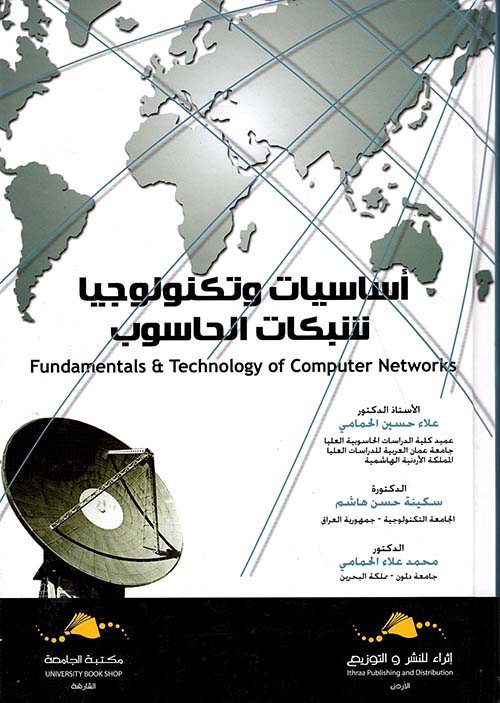 أساسيات وتكنولوجيا
شبكات الحاسوب
Fundamentals & Technology of Computer Networks
الأستاذ الدكتور
علاء حسين الحمامي
عميد كلية الدراسات الحاسوبية العليا
جامعة عمان العربية للدراسات العليا
المملكة الأردنية الهاشمية
الدكتورة
سكينة حسن هاشم
الجامعة التكنولوجية - جمهورية العراق
الدكتور
محمد علاء الحمامي
جامعة دلمون - مملكة البحرين
إثراء للنشر و التوزيع
Ithraa Publishing and Distribution
الأردن
مكتبة الجامعة
UNIVERSITY BOOK SHOP
الشارقة